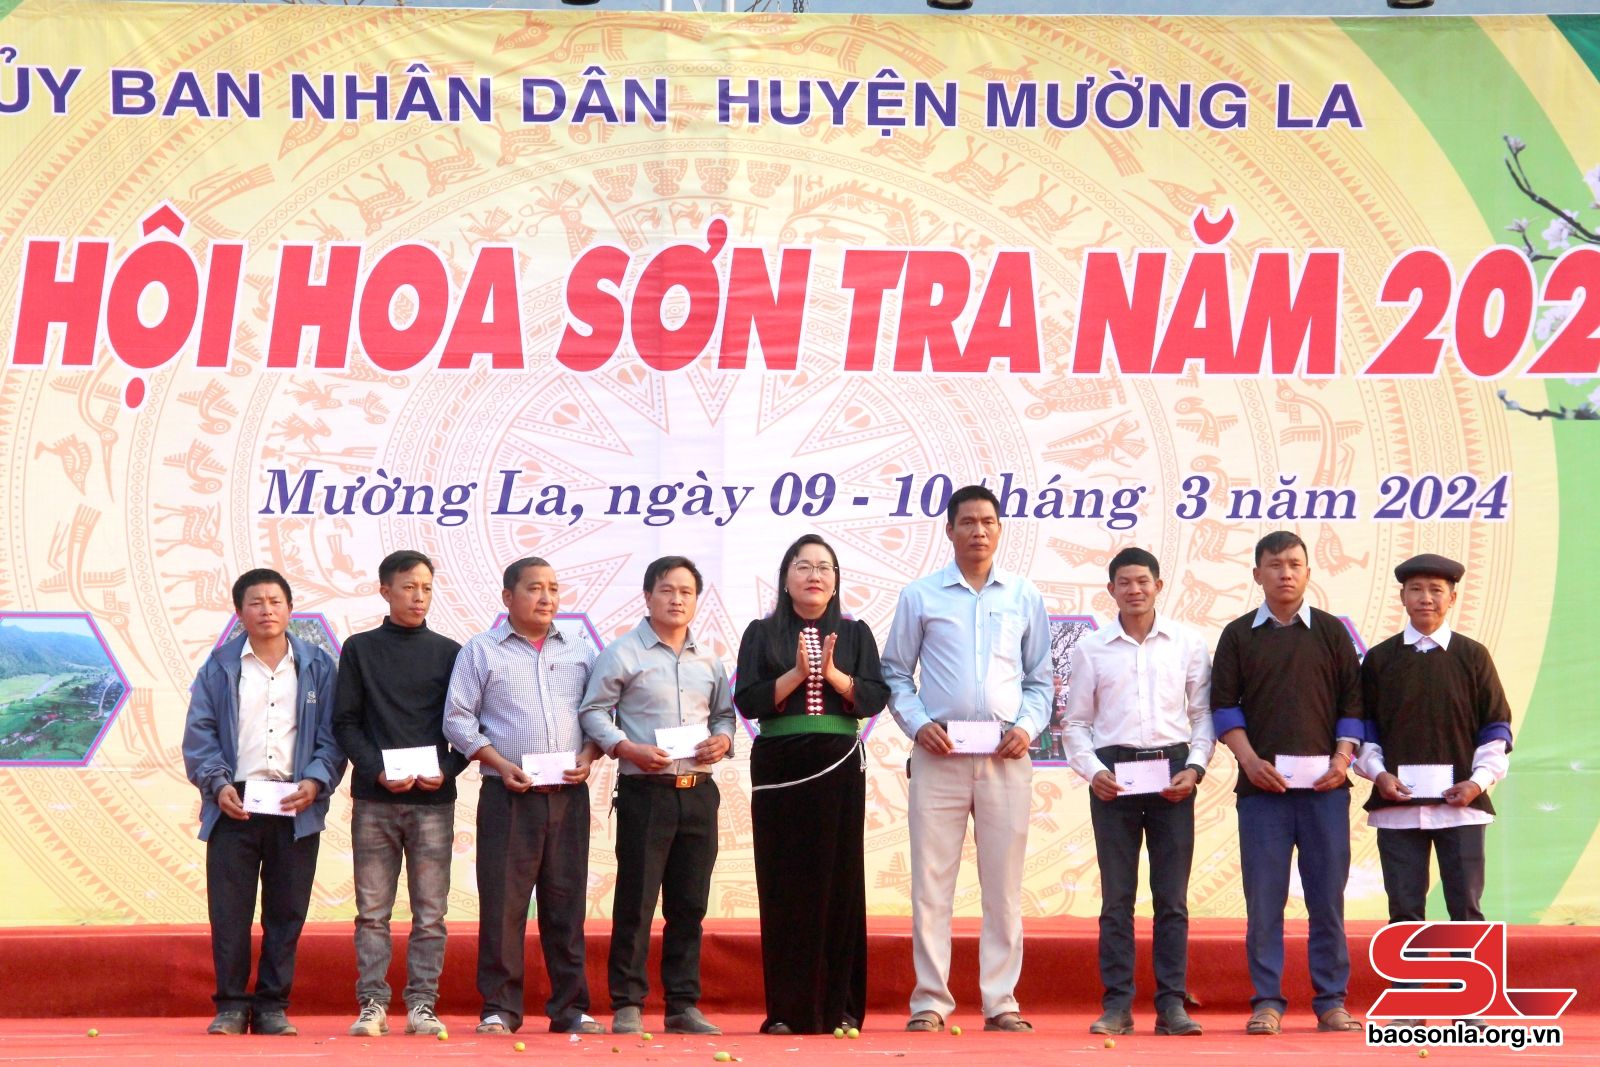 ỦY BAN NHÂN DÂN HUYỆN MƯỜNG LA
HỘI HOA SƠN TRA NĂM 202
Mường La, ngày 09 - 10 tháng 3 năm 2024
SL
baosonla.org.vn